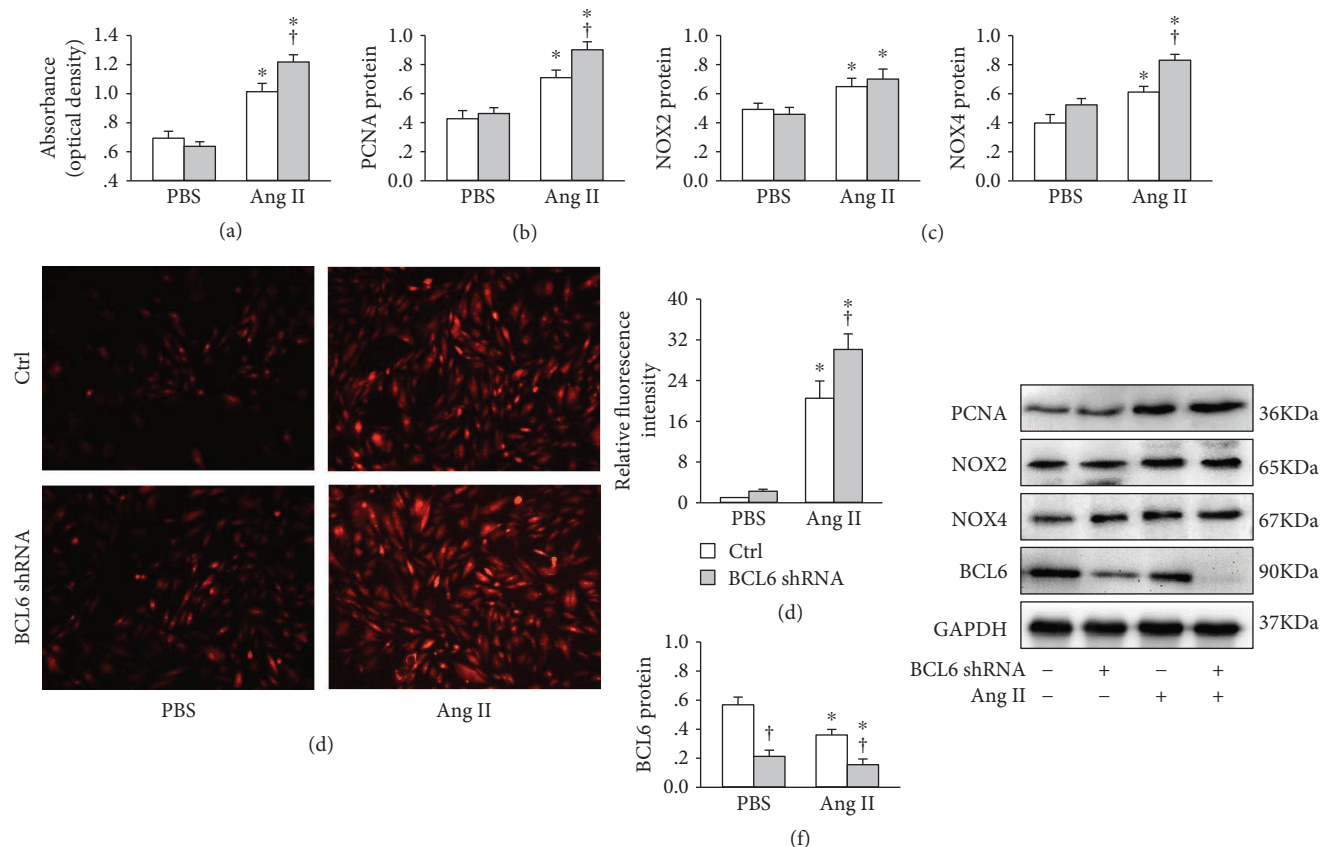 Absorbance
(optical density)
1.4
1.2
1.0
.8
.6
.4
*
*
†
PBS
Ang II
(a)
PCNA protein
1.0
.8
.6
.4
.2
0.0
*
*
†
PBS
Ang II
(b)
NOX2 protein
1.0
.8
.6
.4
.2
0.0
*
*
PBS
Ang II
NOX4 protein
1.0
.8
.6
.4
.2
0.0
*
*
†
PBS
Ang II
(c)
Ctrl
BCL6 shRNA
PBS
Ang II
(d)
Relative fluorescence
intensity
40
32
24
16
8
0
*
*
†
PBS
Ang II
Ctrl
BCL6 shRNA
(d)
BCL6 protein
1.0
.8
.6
.4
.2
0.0
†
*
*
†
PBS
Ang II
(f)
PCNA 36KDa
NOX2 65KDa
NOX4 67KDa
BCL6 90KDa
GAPDH 37KDa
BCL6 shRNA − + − +
Ang II − − + +